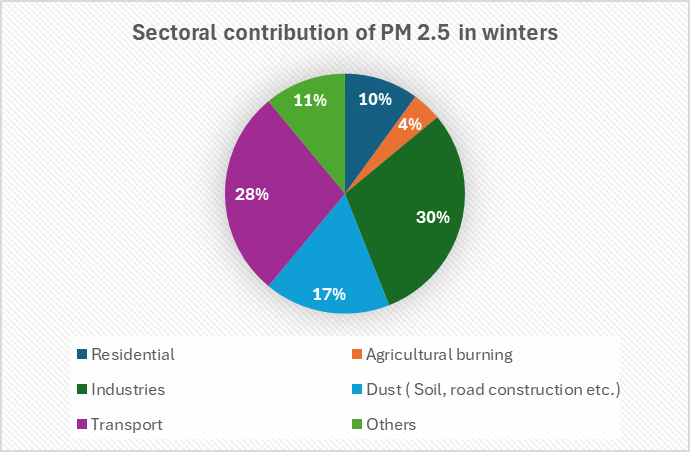 Sectoral contribution of PM 2.5 in winters
10%
4%
30%
17%
28%
11%
Residential
Agricultural burning
Industries
Dust ( Soil, road construction etc.)
Transport
Others